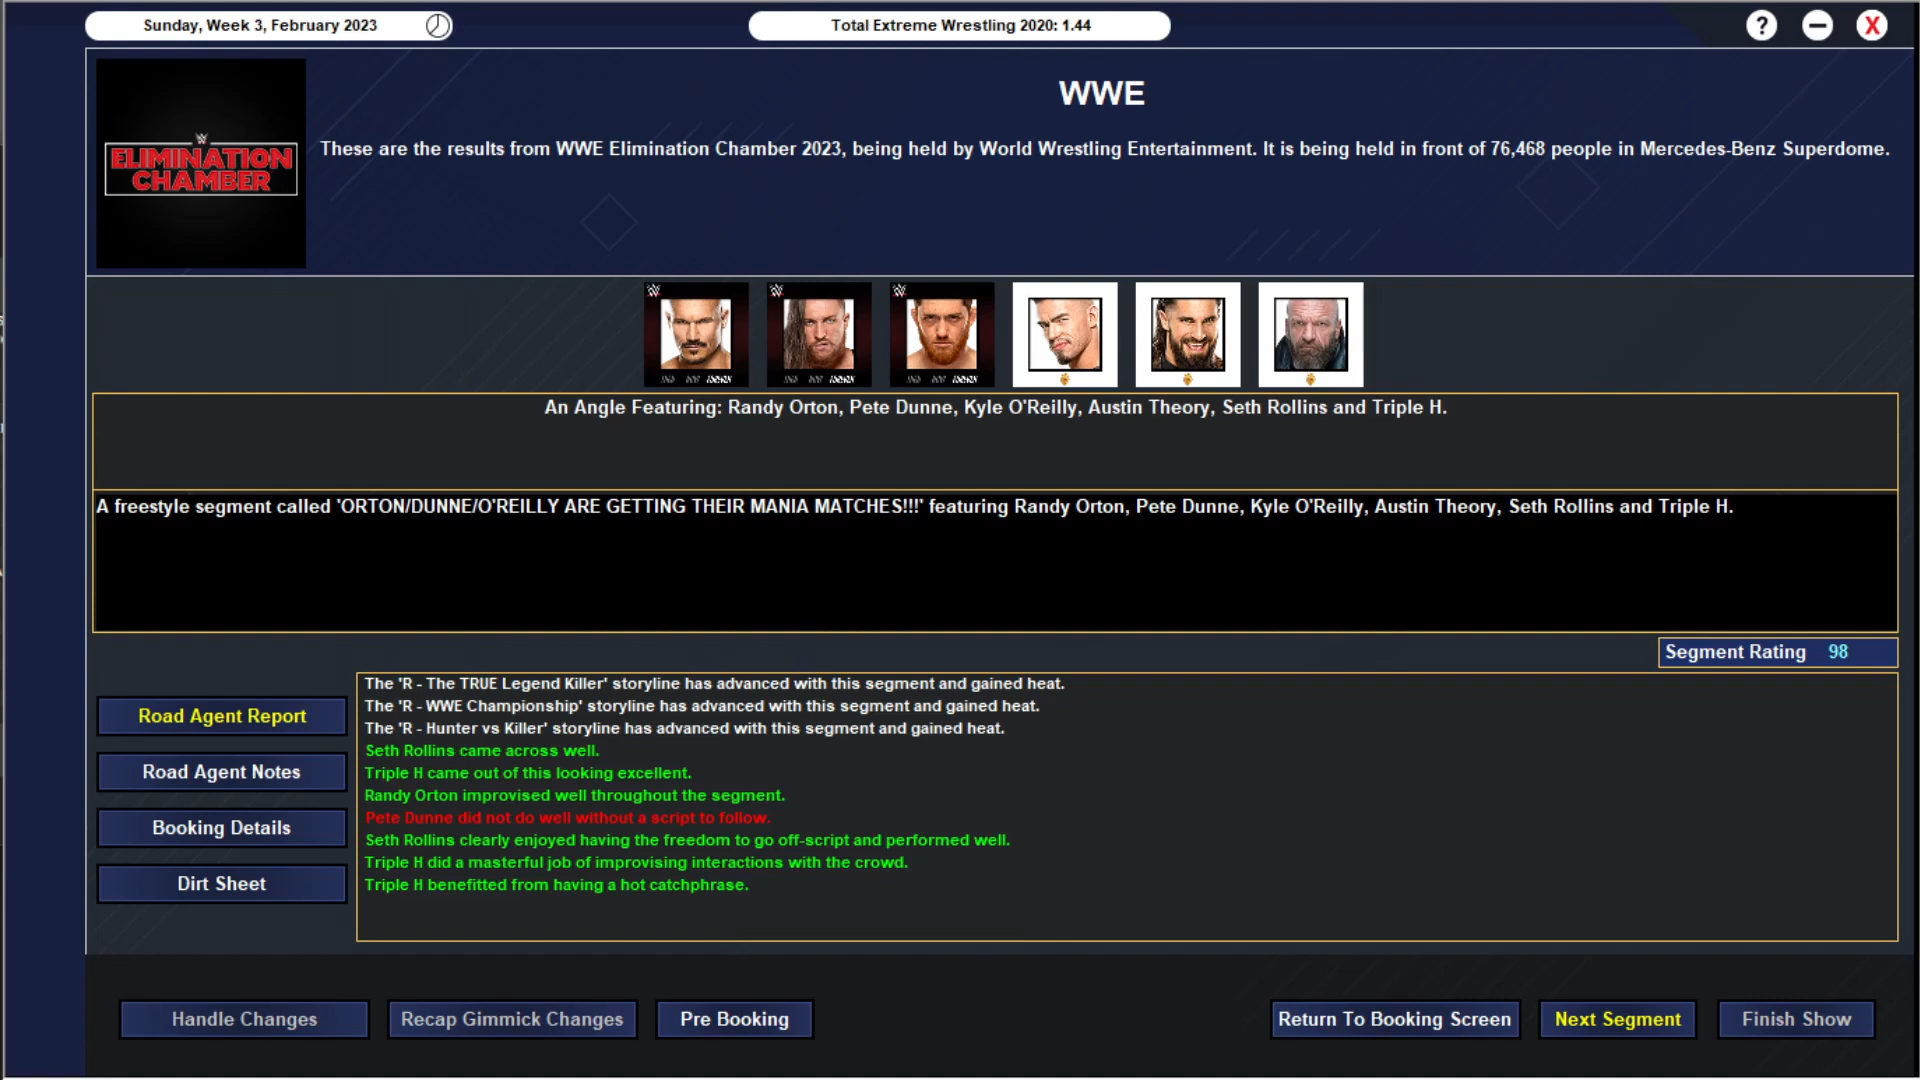 Sunday, Week 3, February 2023
Total Extreme Wrestling 2020: 1.44
?
X
WWE
ELIMINATION
CHAMBER
These are the results from WWE Elimination Chamber 2023, being held by World Wrestling Entertainment. It is being held in front of 76,468 people in Mercedes-Benz Superdome.
An Angle Featuring: Randy Orton, Pete Dunne, Kyle O'Reilly, Austin Theory, Seth Rollins and Triple H.
A freestyle segment called 'ORTON/DUNNE/O'REILLY ARE GETTING THEIR MANIA MATCHES!!!' featuring Randy Orton, Pete Dunne, Kyle O'Reilly, Austin Theory, Seth Rollins and Triple H.
Segment Rating 98
Road Agent Report
Road Agent Notes
Booking Details
Dirt Sheet
The 'R - The TRUE Legend Killer' storyline has advanced with this segment and gained heat.
The 'R - WWE Championship' storyline has advanced with this segment and gained heat.
The 'R - Hunter vs Killer' storyline has advanced with this segment and gained heat.
Seth Rollins came across well.
Triple H came out of this looking excellent.
Randy Orton improvised well throughout the segment.
Pete Dunne did not do well without a script to follow.
Seth Rollins clearly enjoyed having the freedom to go off-script and performed well.
Triple H did a masterful job of improvising interactions with the crowd.
Triple H benefitted from having a hot catchphrase.
Handle Changes
Recap Gimmick Changes
Pre Booking
Return To Booking Screen
Next Segment
Finish Show